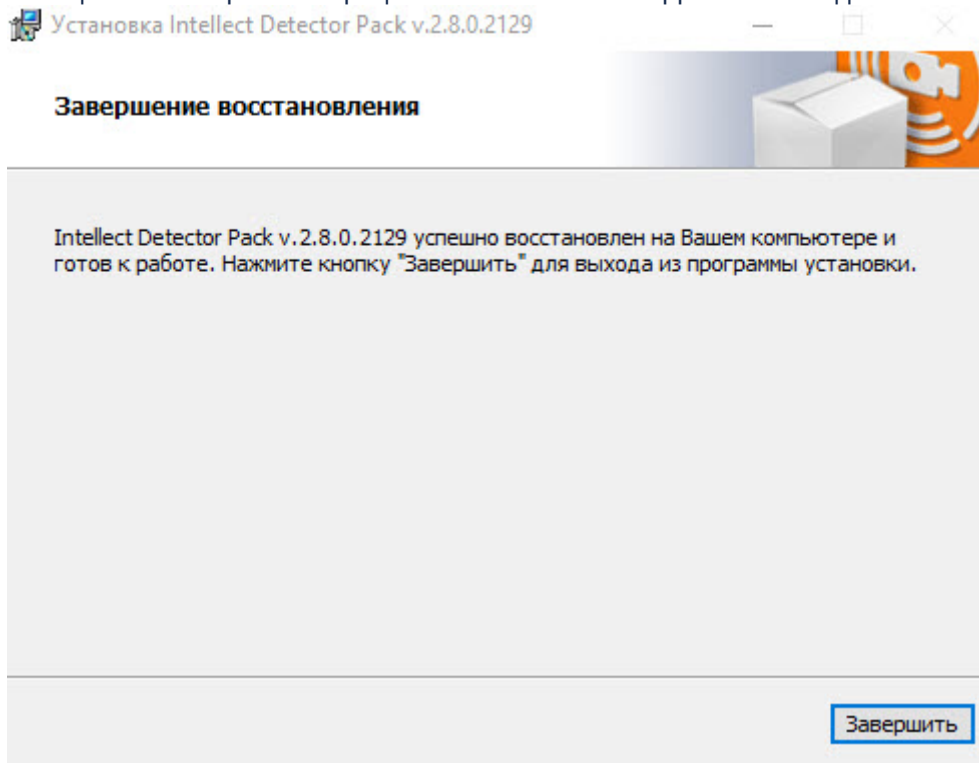 Установка Intellect Detector Pack v.2.8.0.2129
Завершение восстановления
Intellect Detector Pack v.2.8.0.2129 успешно восстановлен на Вашем компьютере и
готов к работе. Нажмите кнопку "Завершить" для выхода из программы установки.
Завершить